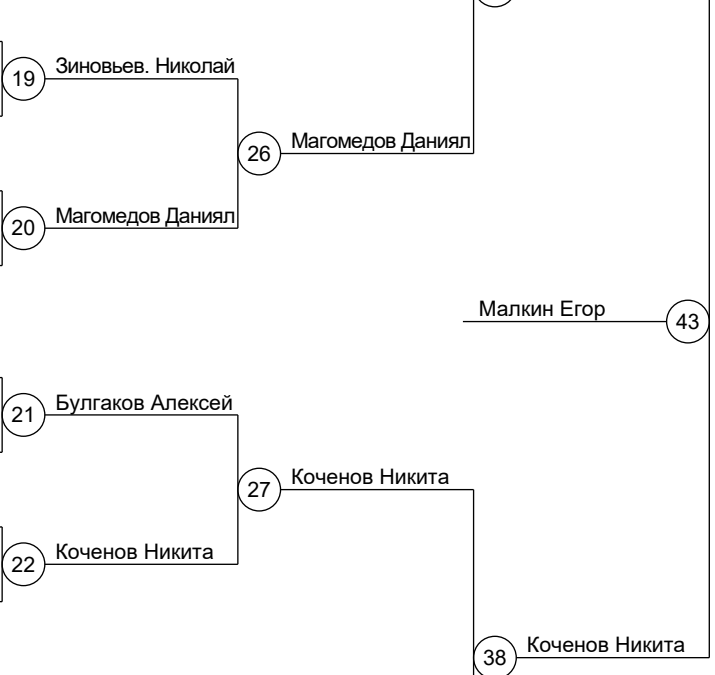 Зиновьев. Николай
19
Магомедов Даниял
26
Магомедов Даниял
20
Малкин Егор
43
Булгаков Алексей
21
Коченов Никита
27
Коченов Никита
22
Коченов Никита
38